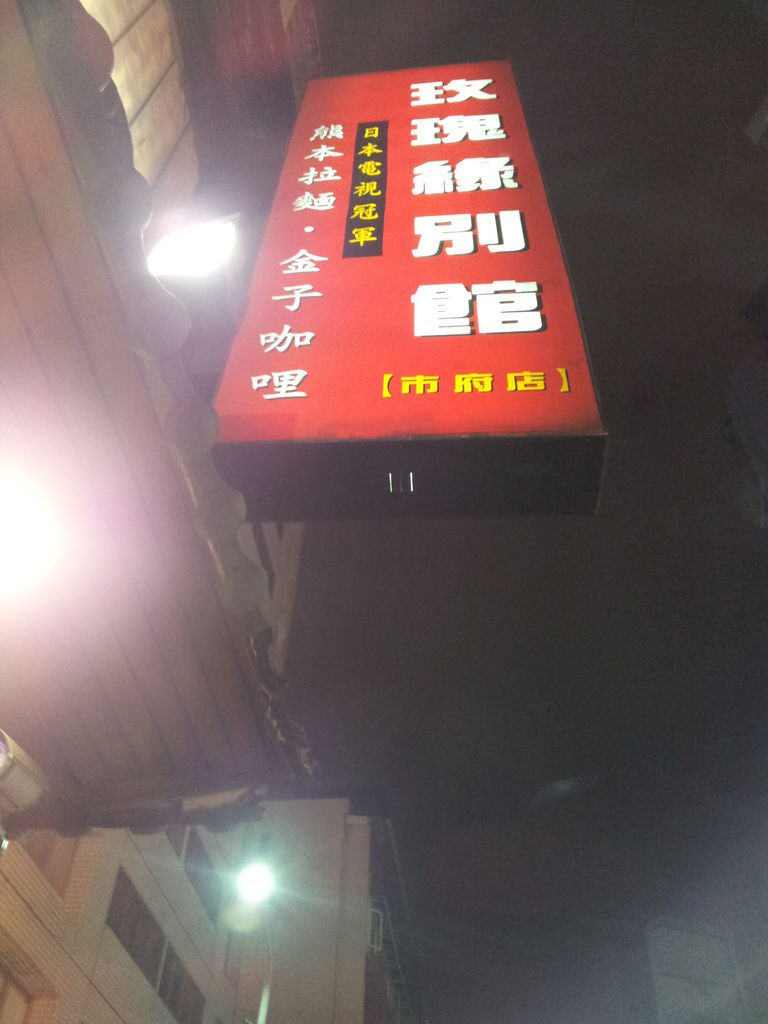 玫瑰緣別館
【市府店】
日本電視冠軍
熊本拉麵・金子咖哩